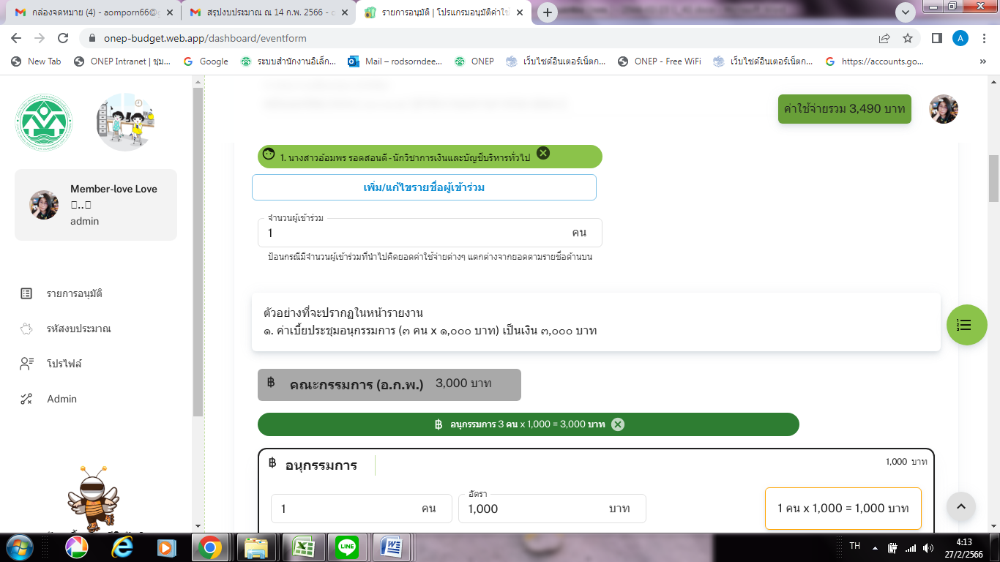 กล่องจดหมาย (4) - aomporn66@g
สรุปงบประมาณ ณ 14 ก.พ. 2566 - c
รายการอนุมัติ | โปรแกรมอนุมัติค่าใช้
onep-budget.web.app/dashboard/eventform
A
New Tab
ONEP Intranet | ชุม...
Google
ระบบสำนักงานอิเล็ก...
Mail – rodsorndee...
ONEP
เว็บไซต์อินเตอร์เน็ตก...
ONEP - Free WiFi
เว็บไซต์อินเตอร์เน็ตก...
https://accounts.go...
»
ค่าใช้จ่ายรวม 3,490 บาท
Member-love Love
admin
รายการอนุมัติ
รหัสงบประมาณ
โปรไฟล์
Admin
1. นางสาวอ้อมพร รอดสอนดี - นักวิชาการเงินและบัญชีบริหารทั่วไป
เพิ่ม/แก้ไขรายชื่อผู้เข้าร่วม
จำนวนผู้เข้าร่วม
1 คน
ป้อนกรณีมีจำนวนผู้เข้าร่วมที่นำไปคิดยอดค่าใช้จ่ายต่างๆ แตกต่างจากยอดตามรายชื่อด้านบน
ตัวอย่างที่จะปรากฏในหน้ารายงาน
๑. ค่าเบี้ยประชุมอนุกรรมการ (๓ คน x ๑,๐๐๐ บาท) เป็นเงิน ๓,๐๐๐ บาท
฿ คณะกรรมการ (อ.ก.พ.) 3,000 บาท
฿ อนุกรรมการ 3 คน x 1,000 = 3,000 บาท
฿ อนุกรรมการ
1,000 บาท
1 คน
อัตรา
1,000 บาท
1 คน x 1,000 = 1,000 บาท
LINE
TH
4:13
27/2/2566